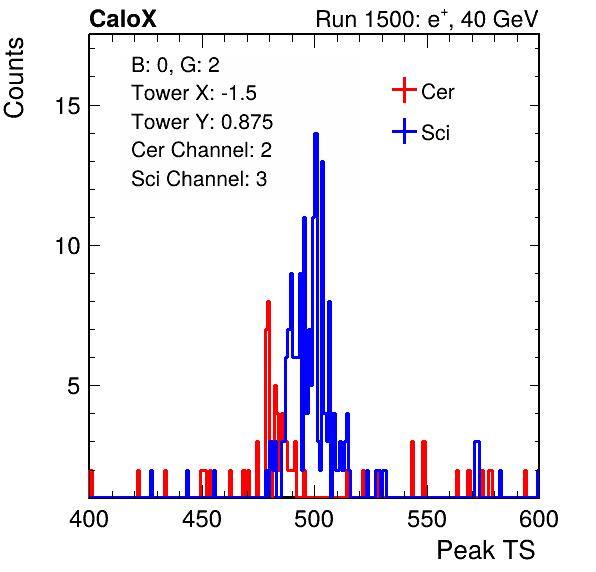 CaloX Run 1500: e⁺, 40 GeV
Counts
B: 0, G: 2
Tower X: -1.5
Tower Y: 0.875
Cer Channel: 2
Sci Channel: 3
Cer
Sci
15
10
5
400 450 500 550 600
Peak TS